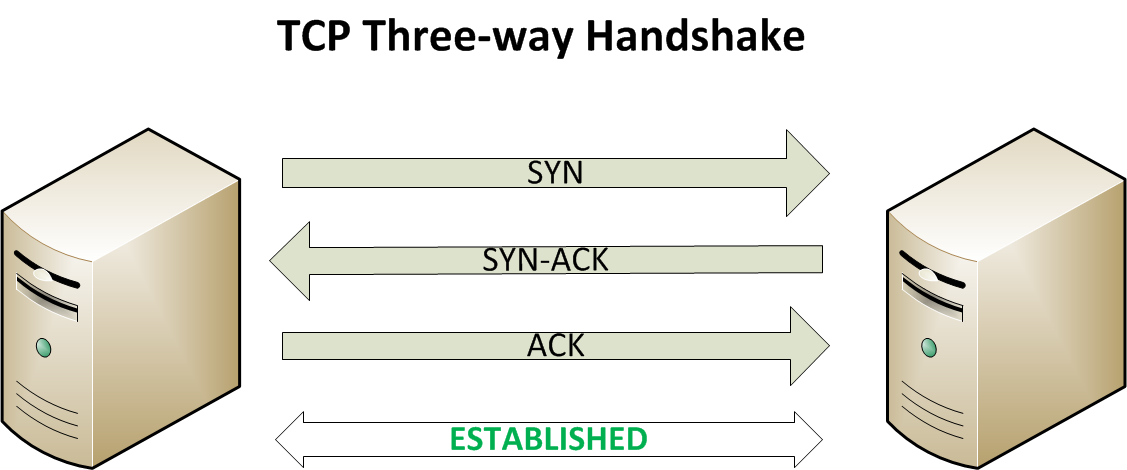 TCP Three-way Handshake
SYN
SYN-ACK
ACK
ESTABLISHED